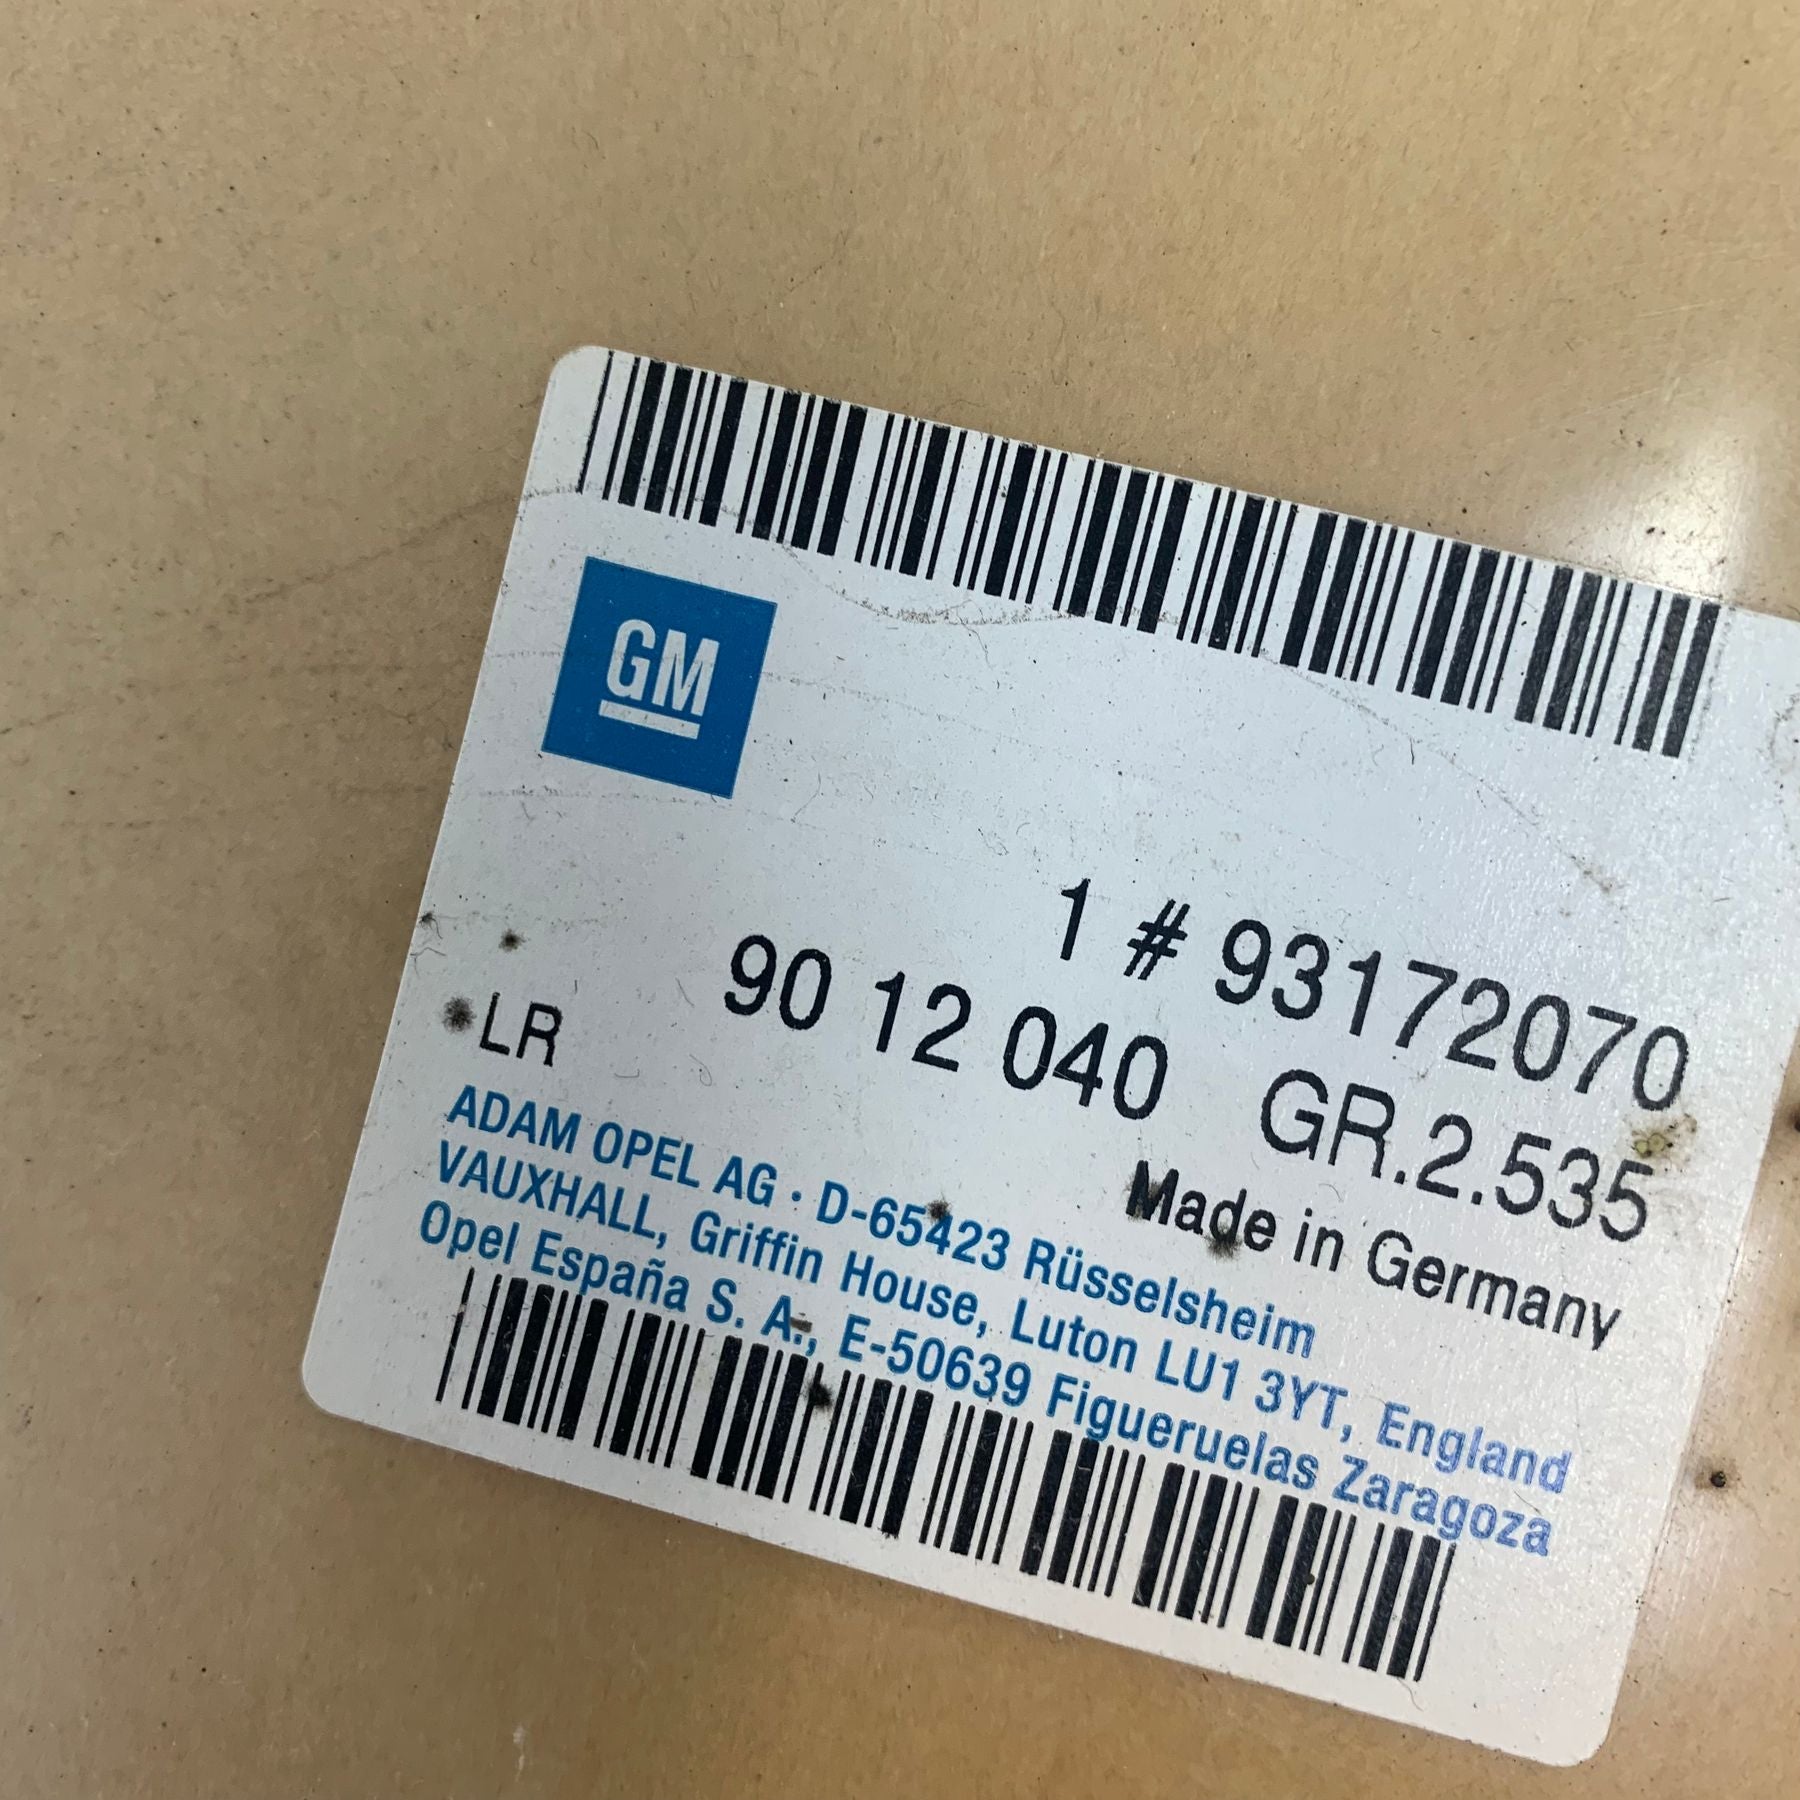 GM
1 # 93172070
90 12 040 GR.2.535
LR
Made in Germany
ADAM OPEL AG · D-65423 Rüsselsheim
VAUXHALL, Griffin House, Luton LU1 3YT, England
Opel España S. A., E-50639 Figueruelas Zaragoza